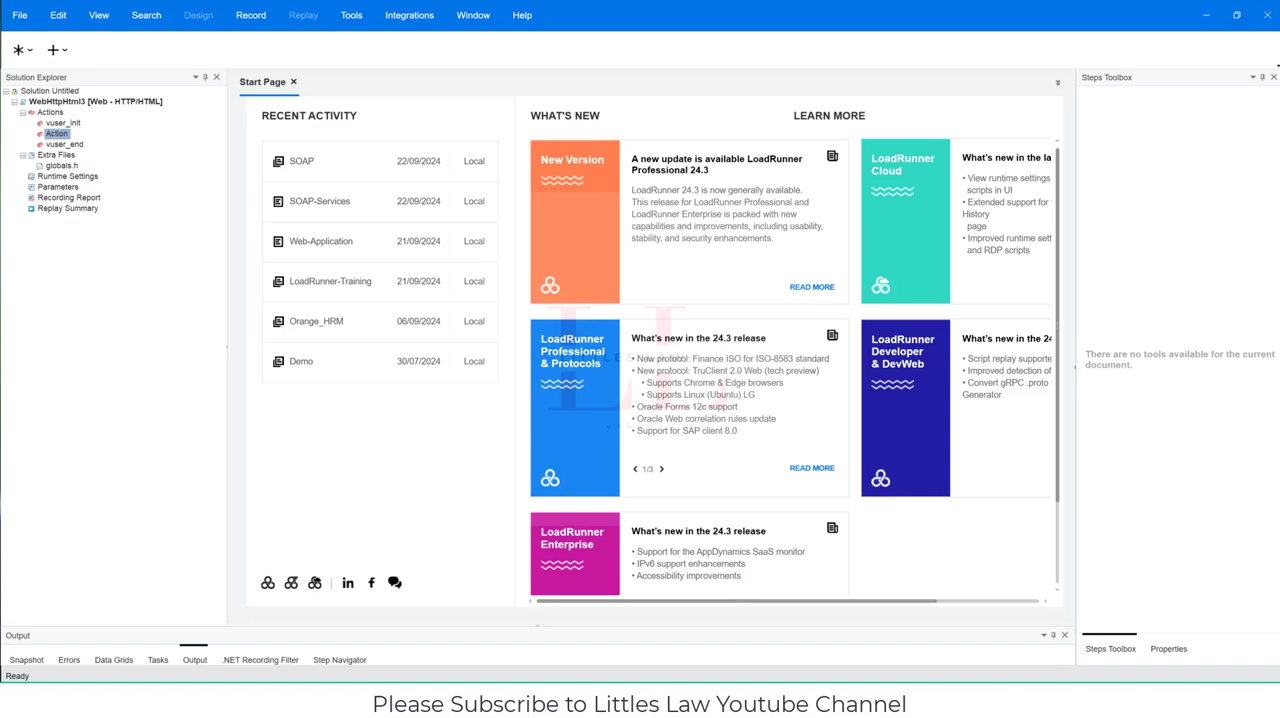 File Edit View Search Design Record Replay Tools Integrations Window Help
Solution Explorer
Solution Untitled
WebHttpHtml3 [Web - HTTP/HTML]
Actions
vuser_init
Action
vuser_end
Extra Files
globals.h
Runtime Settings
Parameters
Recording Report
Replay Summary
Start Page
RECENT ACTIVITY
SOAP 22/09/2024 Local
SOAP-Services 22/09/2024 Local
Web-Application 21/09/2024 Local
LoadRunner-Training 21/09/2024 Local
Orange_HRM 06/09/2024 Local
Demo 30/07/2024 Local
WHAT'S NEW
New Version
A new update is available LoadRunner
Professional 24.3
LoadRunner 24.3 is now generally available.
This release for LoadRunner Professional and
LoadRunner Enterprise is packed with new
capabilities and improvements, including usability,
stability, and security enhancements.
READ MORE
LoadRunner
Professional
& Protocols
What's new in the 24.3 release
• New protocol: Finance ISO for ISO-8583 standard
• New protocol: TruClient 2.0 Web (tech preview)
• Supports Chrome & Edge browsers
• Supports Linux (Ubuntu) LG
• Oracle Forms 12c support
• Oracle Web correlation rules update
• Support for SAP client 8.0
1/3
READ MORE
LoadRunner
Enterprise
What's new in the 24.3 release
• Support for the AppDynamics SaaS monitor
• IPv6 support enhancements
• Accessibility improvements
LEARN MORE
LoadRunner
Cloud
What's new in the la
• View runtime settings
scripts in UI
• Extended support for
History
page
• Improved runtime sett
and RDP scripts
LoadRunner
Developer
& DevWeb
What's new in the 24
• Script replay supporte
• Improved detection of
• Convert gRPC .proto
Generator
Steps Toolbox
There are no tools available for the current
document.
Steps Toolbox Properties
Output
Snapshot Errors Data Grids Tasks Output .NET Recording Filter Step Navigator
Ready
Please Subscribe to Littles Law Youtube Channel